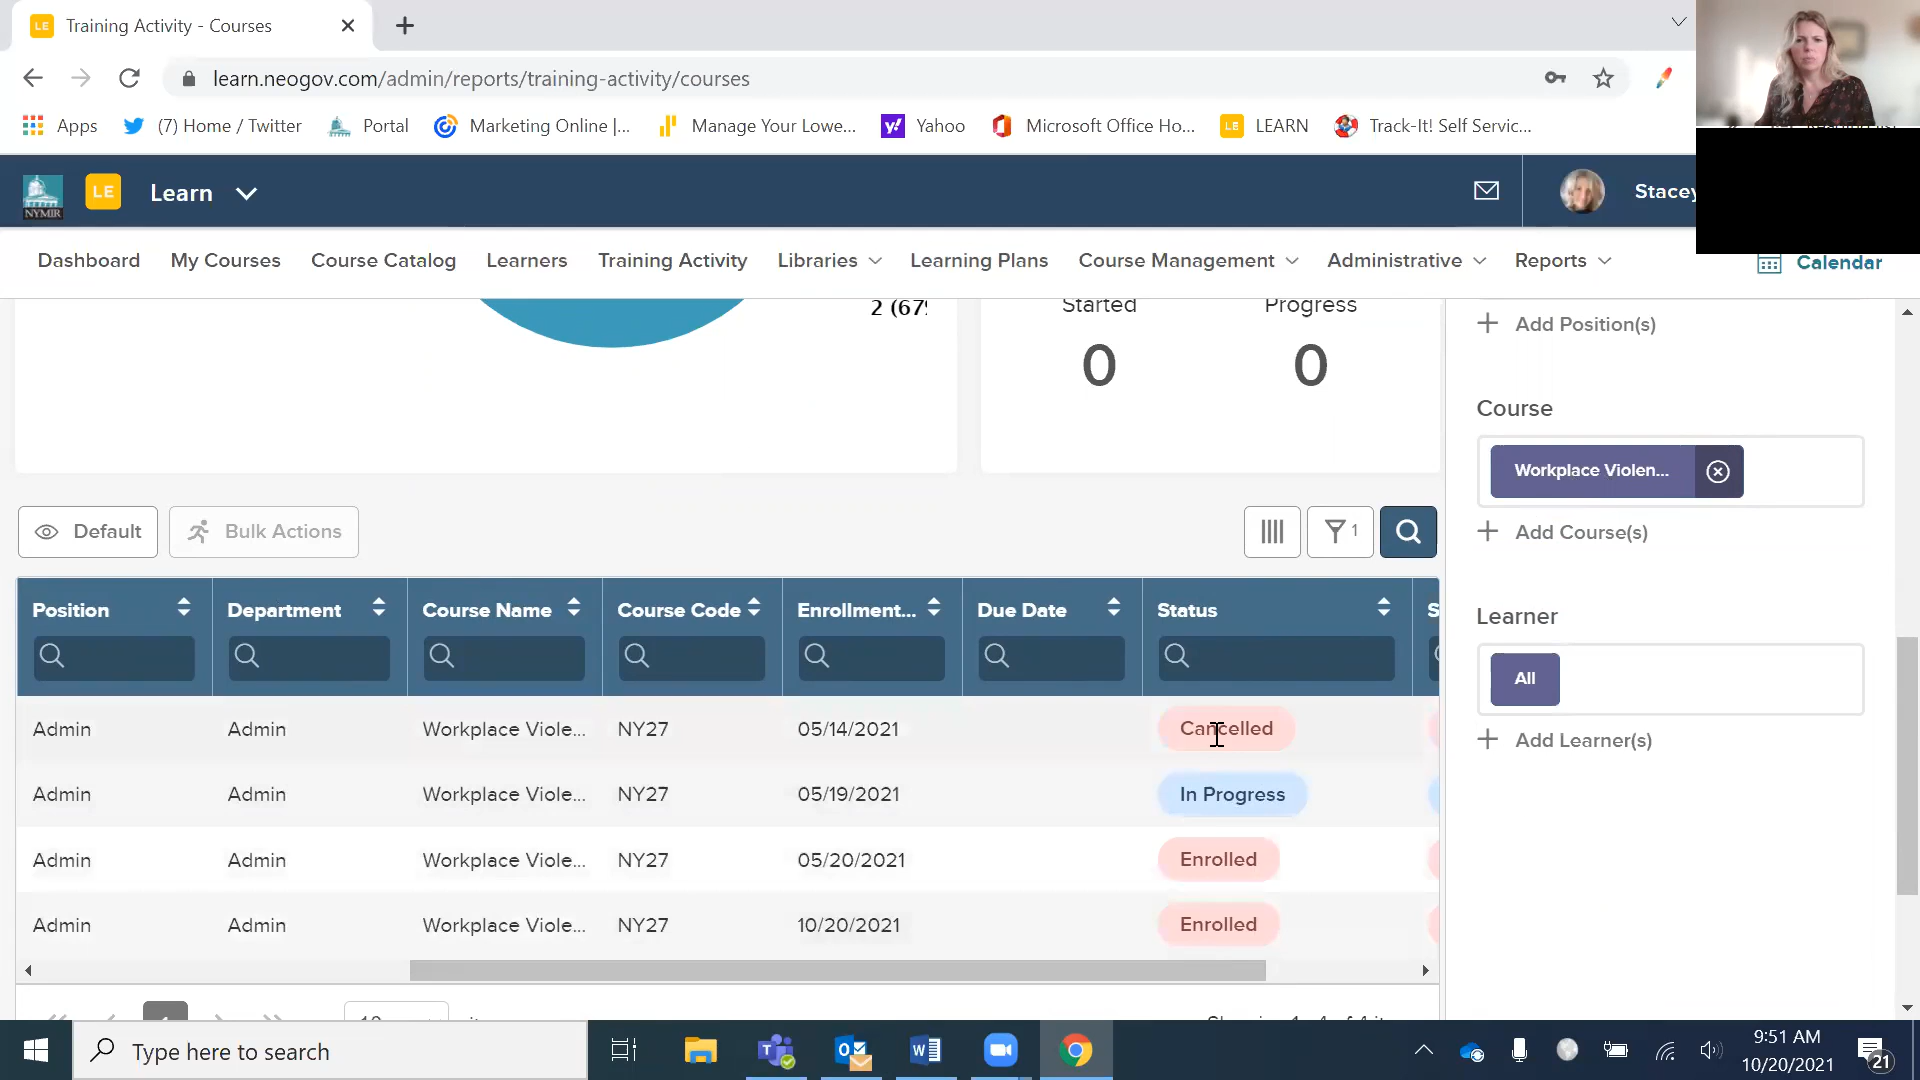 LE Training Activity - Courses
learn.neogov.com/admin/reports/training-activity/courses
Apps (7) Home / Twitter Portal Marketing Online |... Manage Your Lowe... Yahoo Microsoft Office Ho... LE LEARN Track-It! Self Servic...
NYMIR LE Learn Stacey
Dashboard My Courses Course Catalog Learners Training Activity Libraries Learning Plans Course Management Administrative Reports Calendar
2 (67%
Started Progress
0 0
Add Position(s)
Course
Workplace Violen...
Add Course(s)
Learner
All
Add Learner(s)
Default Bulk Actions 1
Position Department Course Name Course Code Enrollment... Due Date Status S
Admin Admin Workplace Viole... NY27 05/14/2021 Cancelled
Admin Admin Workplace Viole... NY27 05/19/2021 In Progress
Admin Admin Workplace Viole... NY27 05/20/2021 Enrolled
Admin Admin Workplace Viole... NY27 10/20/2021 Enrolled
Type here to search
9:51 AM
10/20/2021
21